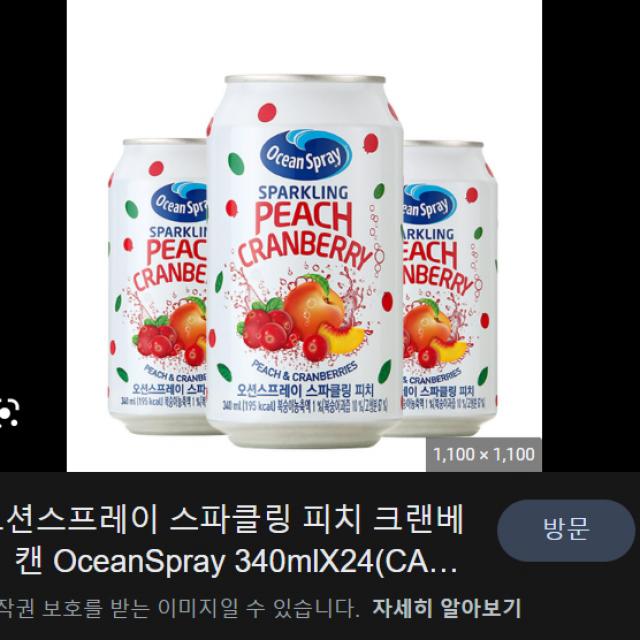 Ocean Spray
SPARKLING
PEACH
CRANBERRY
PEACH & CRANBERRIES
오션스프레이 스파클링 피치
340 ml (195 kcal)
1,100 × 1,100
션스프레이 스파클링 피치 크랜베
캔 OceanSpray 340mlX24(CA...
방문
작권 보호를 받는 이미지일 수 있습니다. 자세히 알아보기